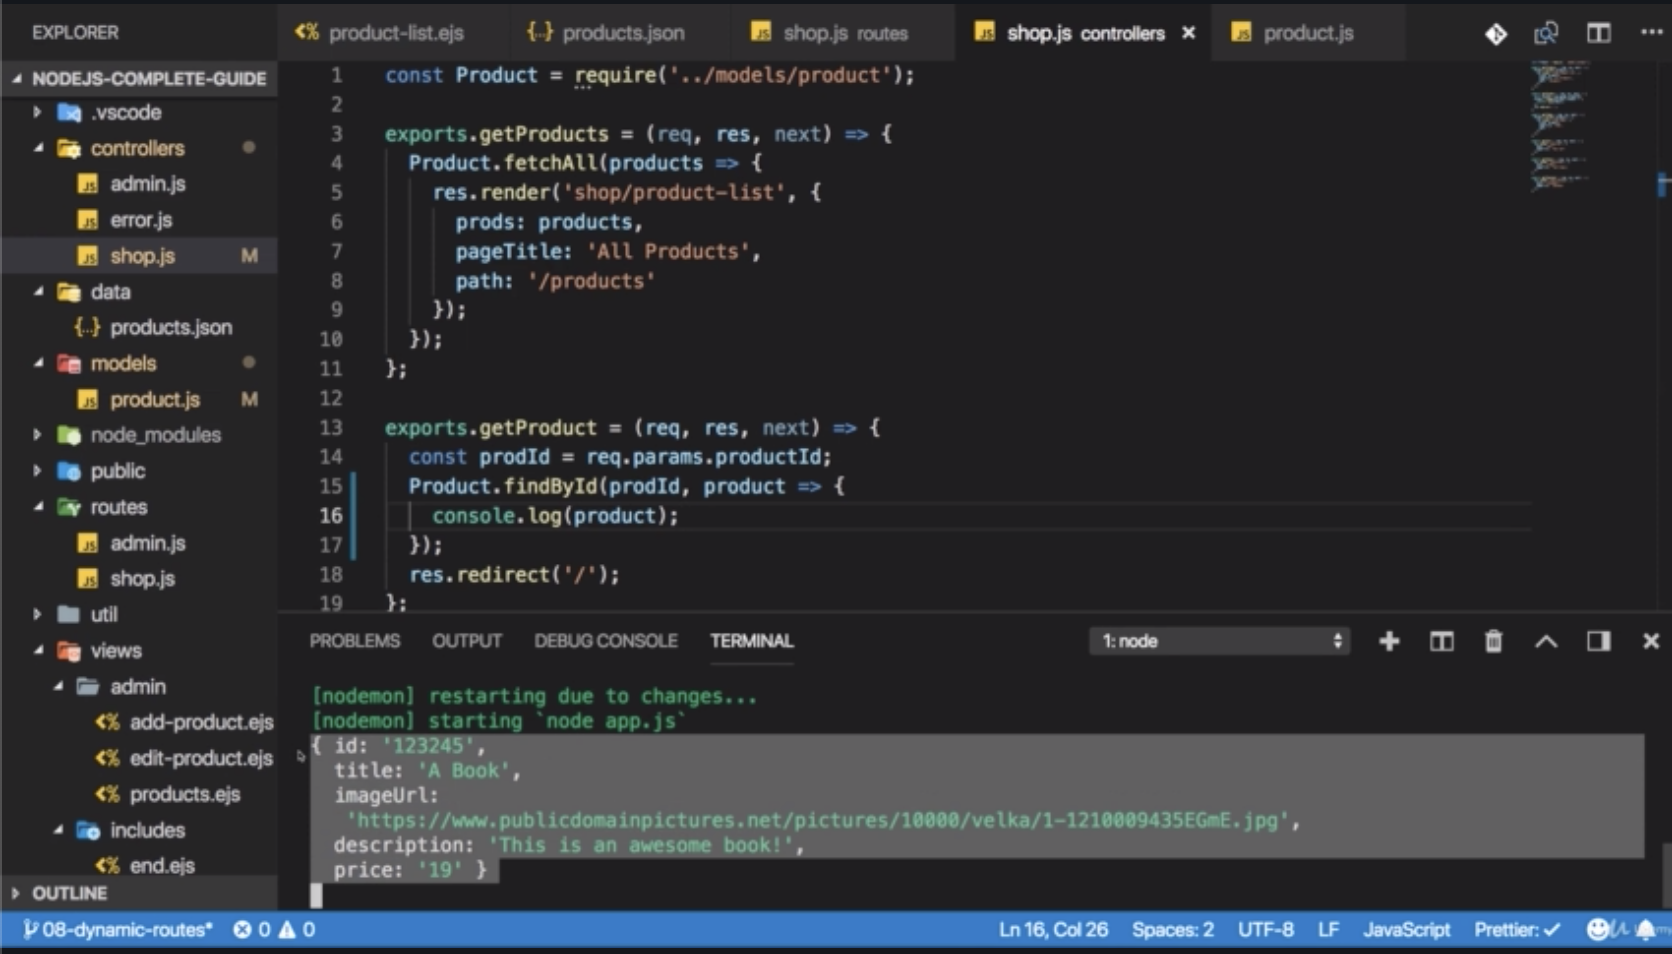 EXPLORER
NODEJS-COMPLETE-GUIDE
.vscode
controllers
admin.js
error.js
shop.js M
data
{..} products.json
models
product.js M
node_modules
public
routes
admin.js
shop.js
util
views
admin
<% add-product.ejs
<% edit-product.ejs
<% products.ejs
includes
<% end.ejs
OUTLINE
<% product-list.ejs
{..} products.json
JS shop.js routes
JS shop.js controllers ×
JS product.js
1 const Product = require('../models/product');
2
3 exports.getProducts = (req, res, next) => {
4 Product.fetchAll(products => {
5 res.render('shop/product-list', {
6 prods: products,
7 pageTitle: 'All Products',
8 path: '/products'
9 });
10 });
11 };
12
13 exports.getProduct = (req, res, next) => {
14 const prodId = req.params.productId;
15 Product.findById(prodId, product => {
16 console.log(product);
17 });
18 res.redirect('/');
19 };
PROBLEMS OUTPUT DEBUG CONSOLE TERMINAL 1: node
[nodemon] restarting due to changes...
[nodemon] starting `node app.js`
{ id: '123245',
title: 'A Book',
imageUrl:
'https://www.publicdomainpictures.net/pictures/10000/velka/1-1210009435EGmE.jpg',
description: 'This is an awesome book!',
price: '19' }
08-dynamic-routes* 0 0 Ln 16, Col 26 Spaces: 2 UTF-8 LF JavaScript Prettier: ✓